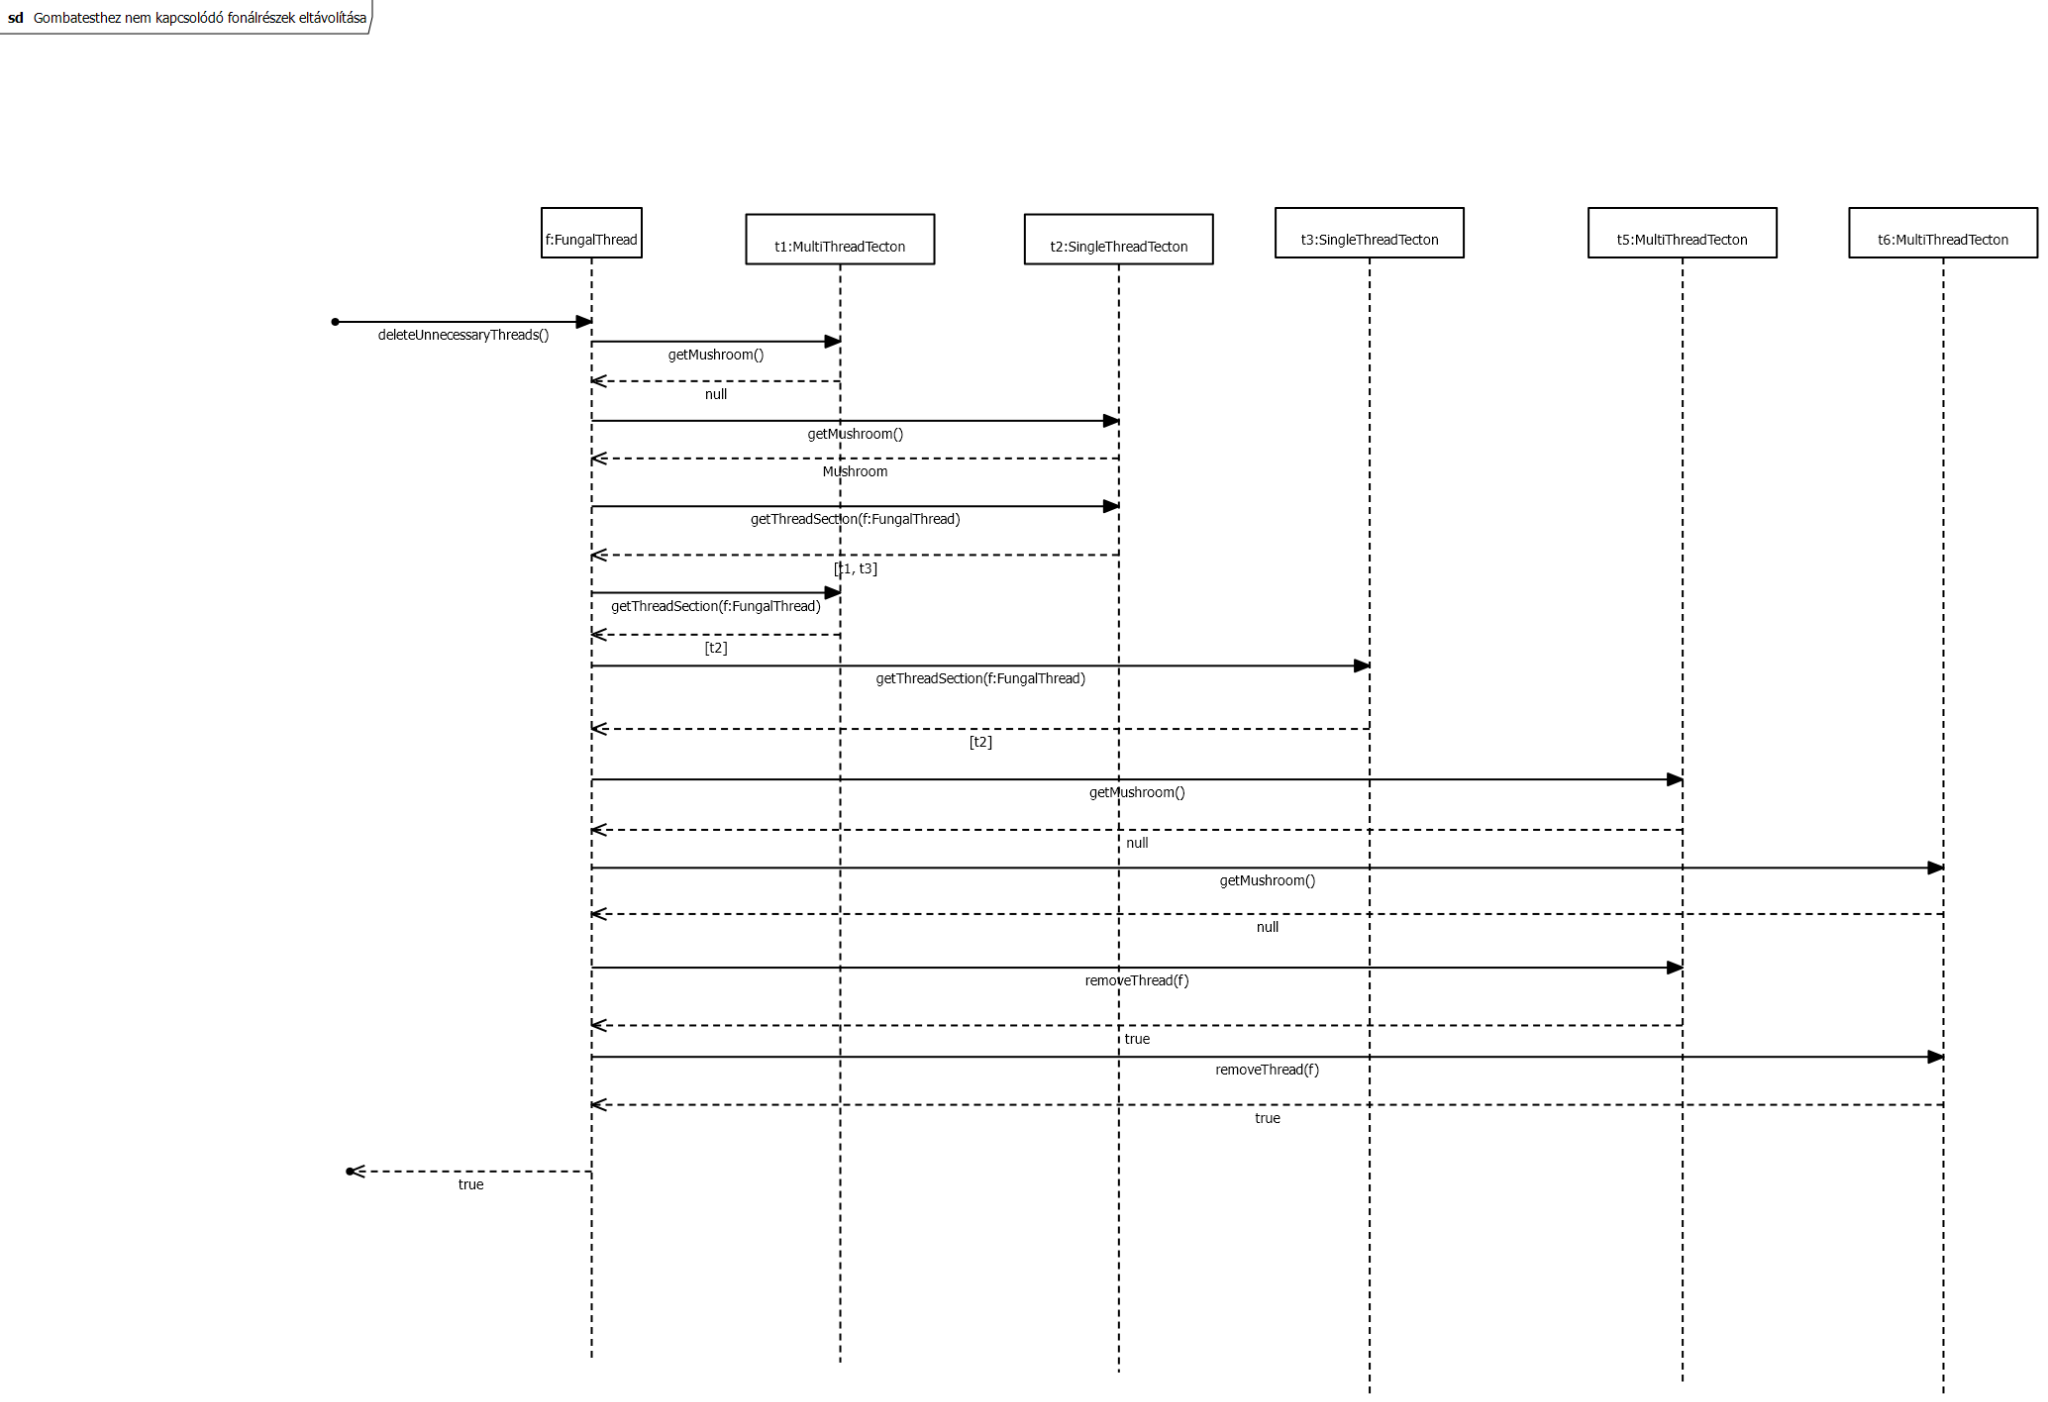 sd Gombatesthez nem kapcsolódó fonálrészek eltávolítása
f:FungalThread
t1:MultiThreadTecton
t2:SingleThreadTecton
t3:SingleThreadTecton
t5:MultiThreadTecton
t6:MultiThreadTecton
deleteUnnecessaryThreads()
getMushroom()
null
getMushroom()
Mushroom
getThreadSection(f:FungalThread)
[t1, t3]
getThreadSection(f:FungalThread)
[t2]
getThreadSection(f:FungalThread)
[t2]
getMushroom()
null
getMushroom()
null
removeThread(f)
true
removeThread(f)
true
true